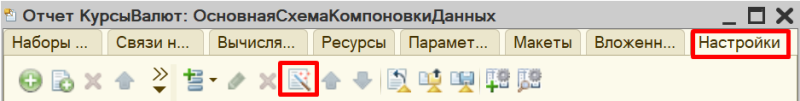 Отчет КурсыВалют: ОсновнаяСхемаКомпоновкиДанных
Наборы ... Связи н... Вычисля... Ресурсы Парамет... Макеты Вложенн... Настройки